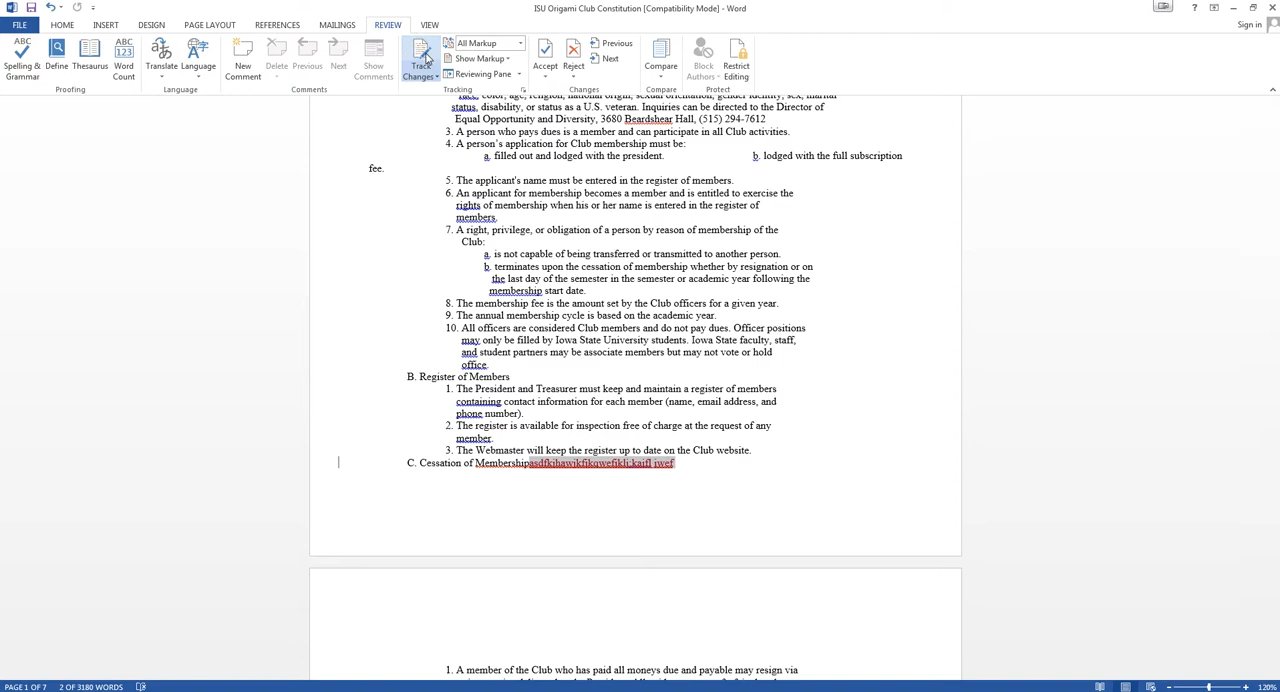 ISU Origami Club Constitution [Compatibility Mode] - Word
Sign in
FILE HOME INSERT DESIGN PAGE LAYOUT REFERENCES MAILINGS REVIEW VIEW
ABC Spelling & Grammar
Define
Thesaurus
ABC 123 Word Count
Translate
Language
New Comment
Delete
Previous
Next
Show Comments
Track Changes
All Markup
Show Markup
Reviewing Pane
Accept
Reject
Previous
Next
Compare
Block Authors
Restrict Editing
Proofing Language Comments Tracking Changes Compare Protect
race, color, age, religion, national origin, sexual orientation, gender identity, sex, marital
status, disability, or status as a U.S. veteran. Inquiries can be directed to the Director of
Equal Opportunity and Diversity, 3680 Beardshear Hall, (515) 294-7612
3. A person who pays dues is a member and can participate in all Club activities.
4. A person's application for Club membership must be:
a. filled out and lodged with the president. b. lodged with the full subscription
fee.
5. The applicant's name must be entered in the register of members.
6. An applicant for membership becomes a member and is entitled to exercise the
rights of membership when his or her name is entered in the register of
members.
7. A right, privilege, or obligation of a person by reason of membership of the
Club:
a. is not capable of being transferred or transmitted to another person.
b. terminates upon the cessation of membership whether by resignation or on
the last day of the semester in the semester or academic year following the
membership start date.
8. The membership fee is the amount set by the Club officers for a given year.
9. The annual membership cycle is based on the academic year.
10. All officers are considered Club members and do not pay dues. Officer positions
may only be filled by Iowa State University students. Iowa State faculty, staff,
and student partners may be associate members but may not vote or hold
office.
B. Register of Members
1. The President and Treasurer must keep and maintain a register of members
containing contact information for each member (name, email address, and
phone number).
2. The register is available for inspection free of charge at the request of any
member.
3. The Webmaster will keep the register up to date on the Club website.
C. Cessation of Membership
1. A member of the Club who has paid all moneys due and payable may resign via
PAGE 1 OF 7 2 OF 3180 WORDS
120%